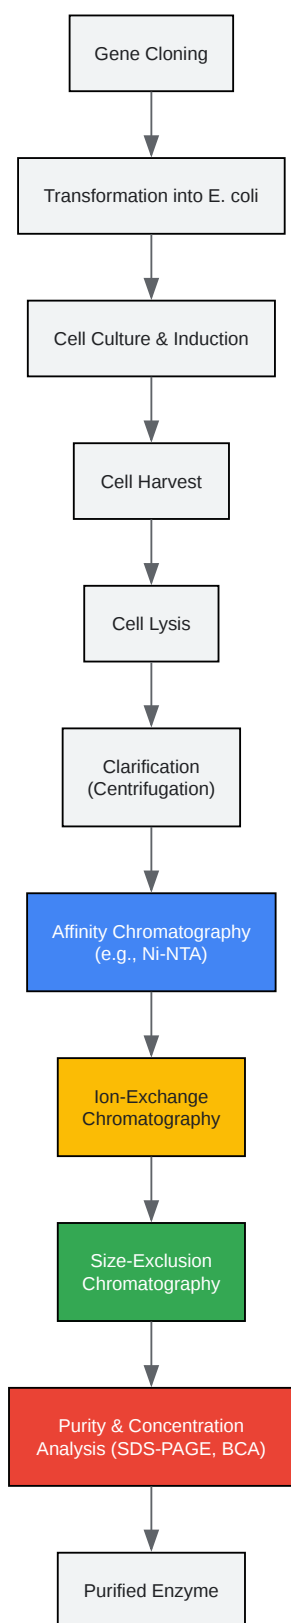 Gene Cloning
Transformation into E. coli
Cell Culture & Induction
Cell Harvest
Cell Lysis
Clarification
(Centrifugation)
Affinity Chromatography
(e.g., Ni-NTA)
Ion-Exchange
Chromatography
Size-Exclusion
Chromatography
Purity & Concentration
Analysis (SDS-PAGE, BCA)
Purified Enzyme